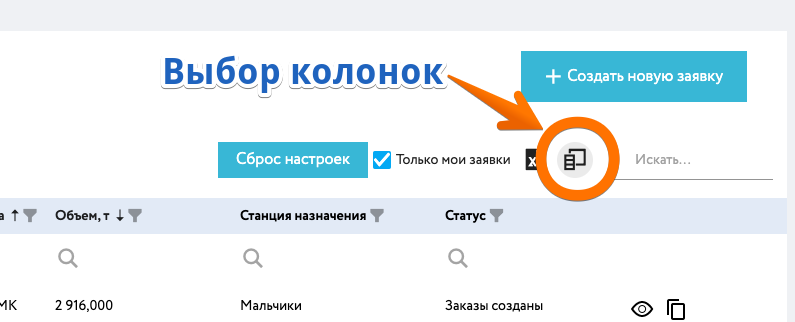 Выбор колонок
+ Создать новую заявку
Сброс настроек
Только мои заявки
X
Искать...
а ↑
Объем, т ↓
Станция назначения
Статус
МК
2 916,000
Мальчики
Заказы созданы